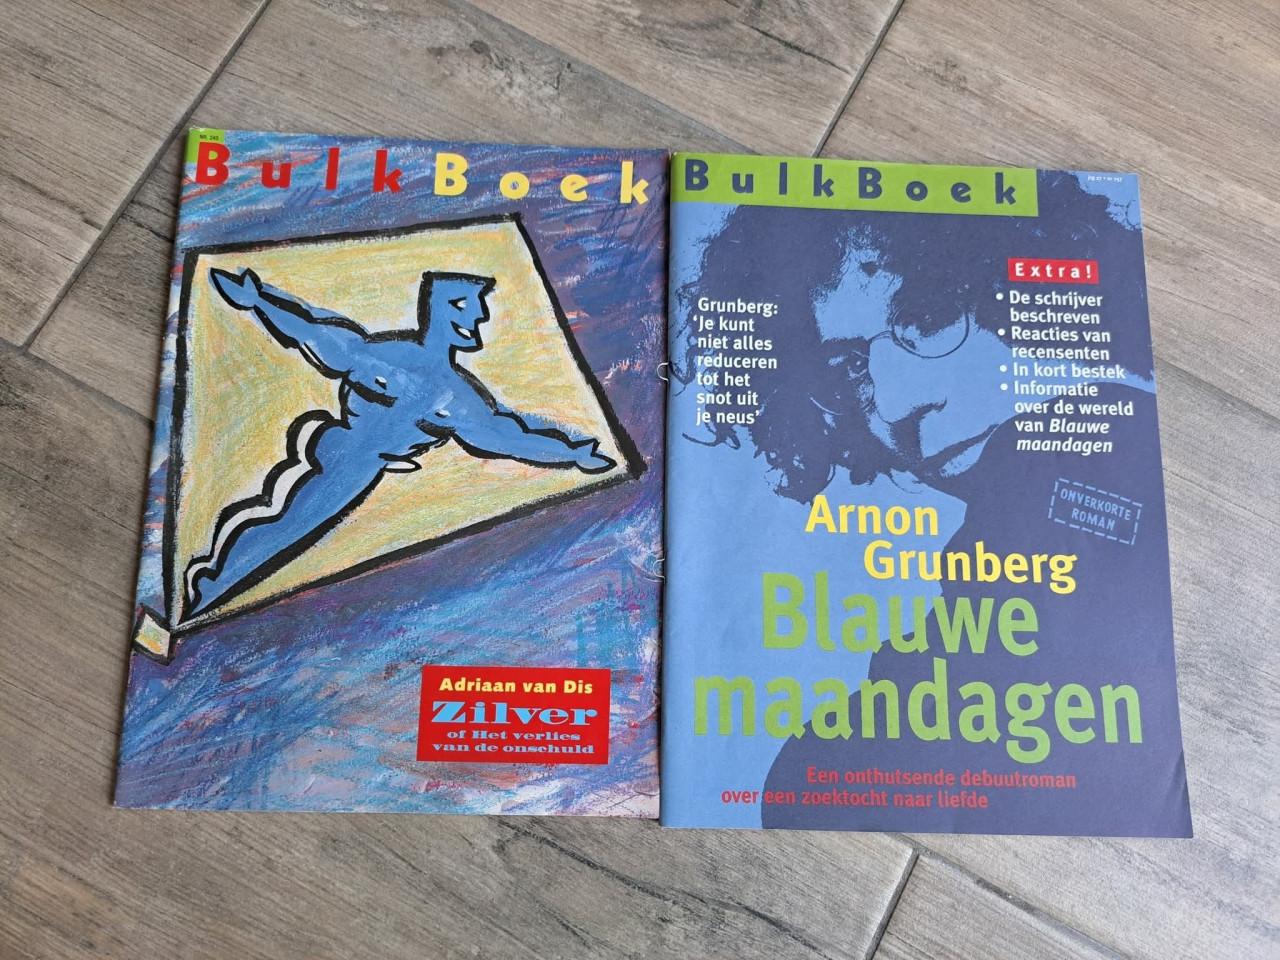 NR. 240
BulkBoek
Adriaan van Dis
Zilver
of Het verlies
van de onschuld
BulkBoek
Extra!
• De schrijver
beschreven
• Reacties van
recensenten
• In kort bestek
• Informatie
over de wereld
van Blauwe
maandagen
Grunberg:
'Je kunt
niet alles
reduceren
tot het
snot uit
je neus'
ONVERKORTE
ROMAN
Arnon
Grunberg
Blauwe
maandagen
Een onthutsende debuutroman
over een zoektocht naar liefde